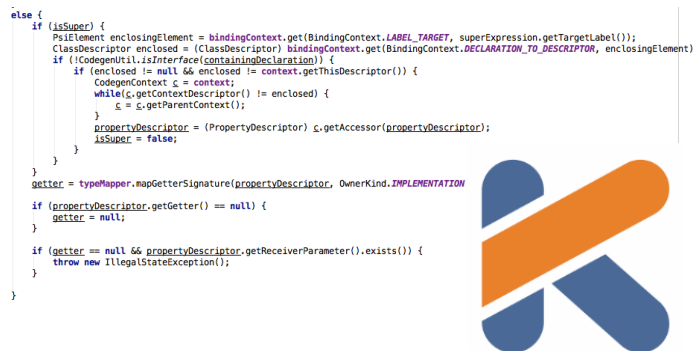 else {
if (isSuper) {
PsiElement enclosingElement = bindingContext.get(BindingContext.LABEL_TARGET, superExpression.getTargetLabel());
ClassDescriptor enclosed = (ClassDescriptor) bindingContext.get(BindingContext.DECLARATION_TO_DESCRIPTOR, enclosingElement)
if (!CodegenUtil.isInterface(containingDeclaration)) {
if (enclosed != null && enclosed != context.getThisDescriptor()) {
CodegenContext c = context;
while(c.getContextDescriptor() != enclosed) {
c = c.getParentContext();
}
propertyDescriptor = (PropertyDescriptor) c.getAccessor(propertyDescriptor);
isSuper = false;
}
}
}
getter = typeMapper.mapGetterSignature(propertyDescriptor, OwnerKind.IMPLEMENTATION
if (propertyDescriptor.getGetter() == null) {
getter = null;
}
if (getter == null && propertyDescriptor.getReceiverParameter().exists()) {
throw new IllegalStateException();
}
}